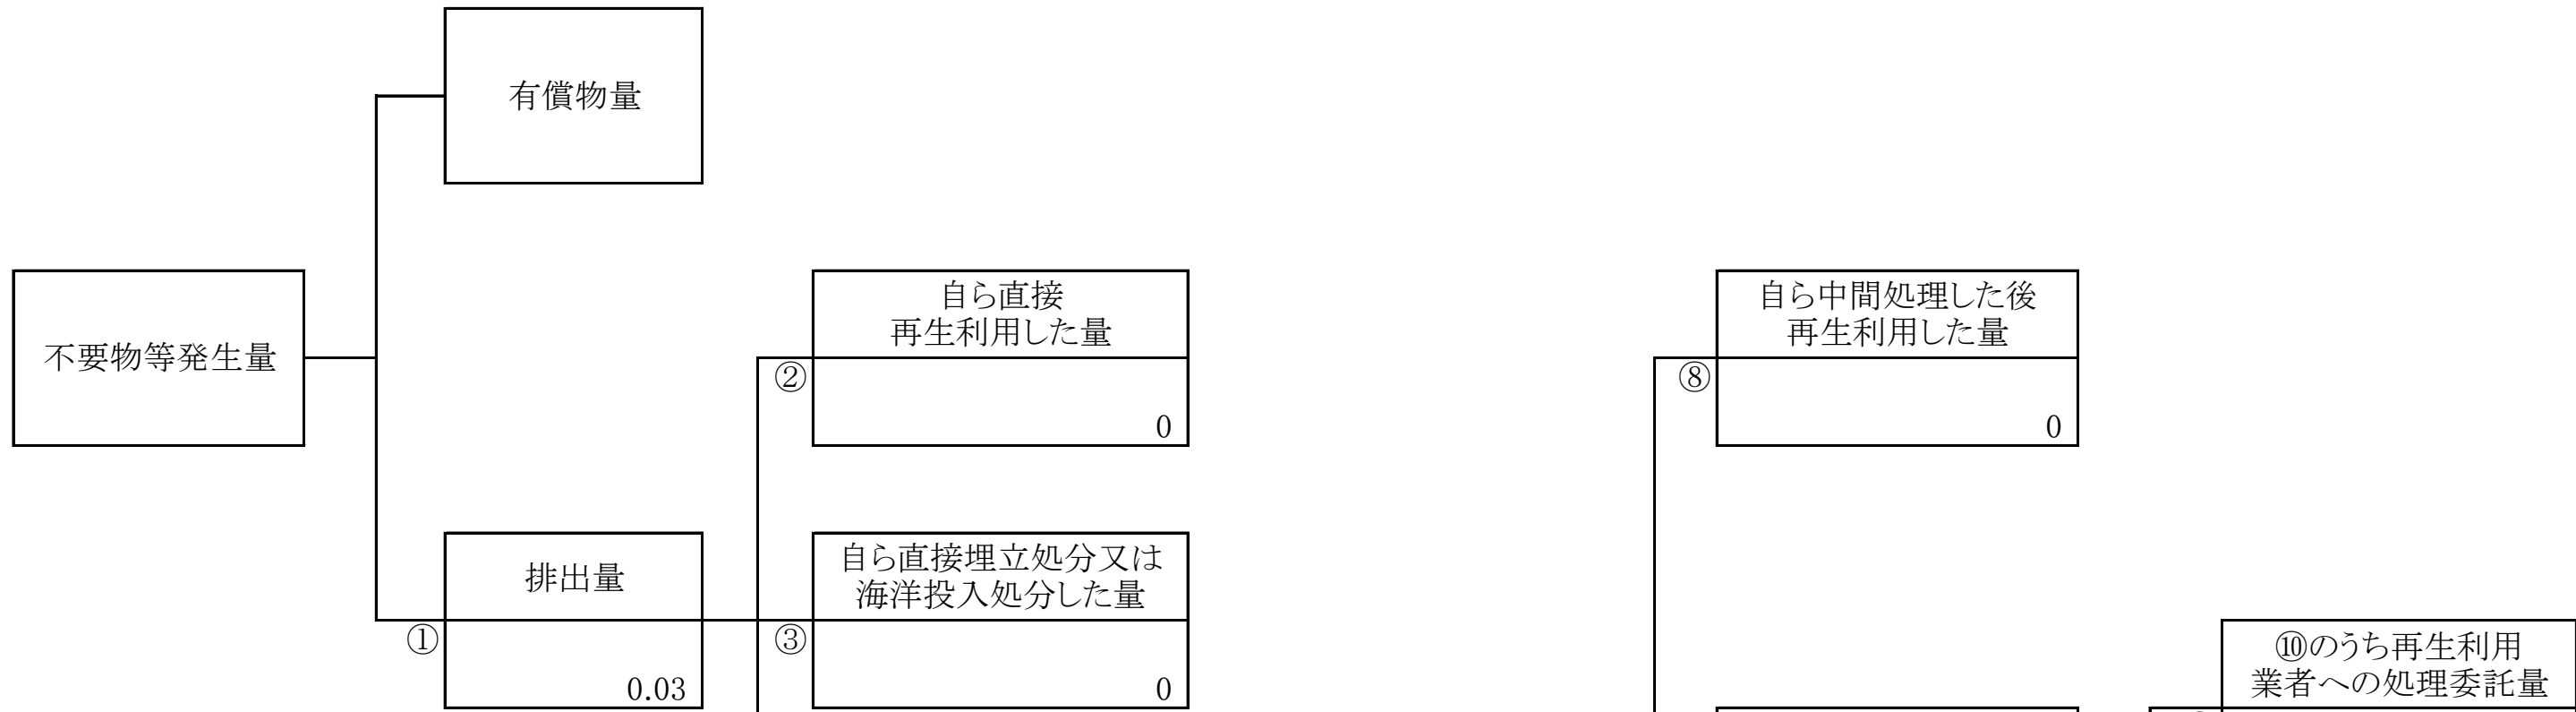 有償物量
不要物等発生量
自ら直接
再生利用した量
②
0
自ら中間処理した後
再生利用した量
⑧
0
排出量
①
0.03
自ら直接埋立処分又は
海洋投入処分した量
③
0
⑩のうち再生利用
業者への処理委託量